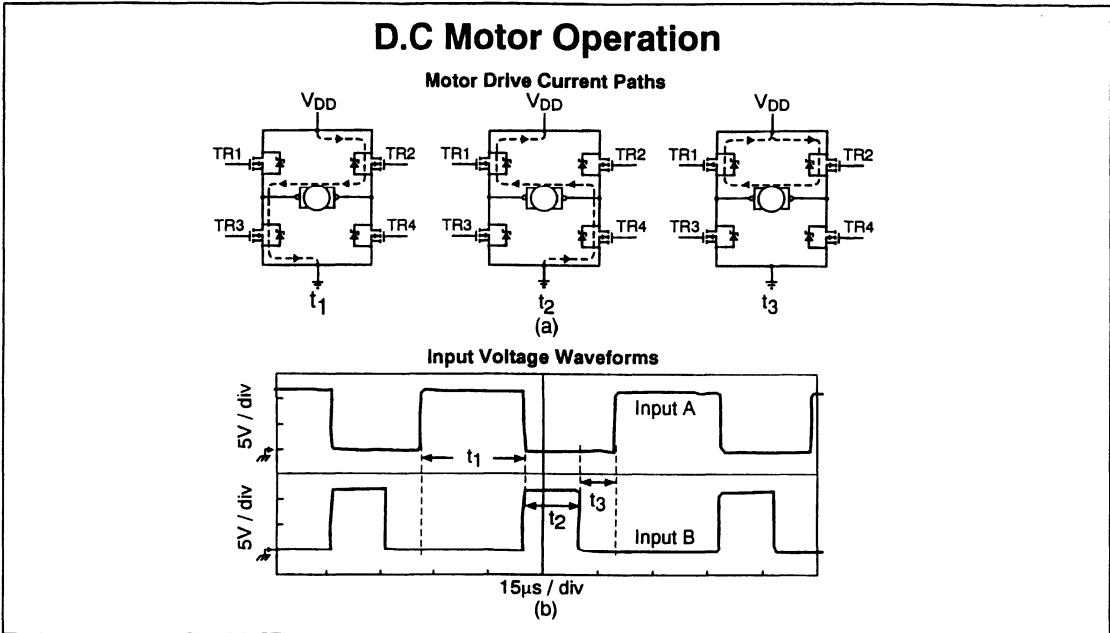 D.C Motor Operation
Motor Drive Current Paths
VDD VDD VDD
TR1 TR2 TR1 TR2 TR1 TR2
TR3 TR4 TR3 TR4 TR3 TR4
t1 t2 t3
(a)
Input Voltage Waveforms
5V / div
Input A
t1
t3
5V / div
t2
Input B
15µs / div
(b)